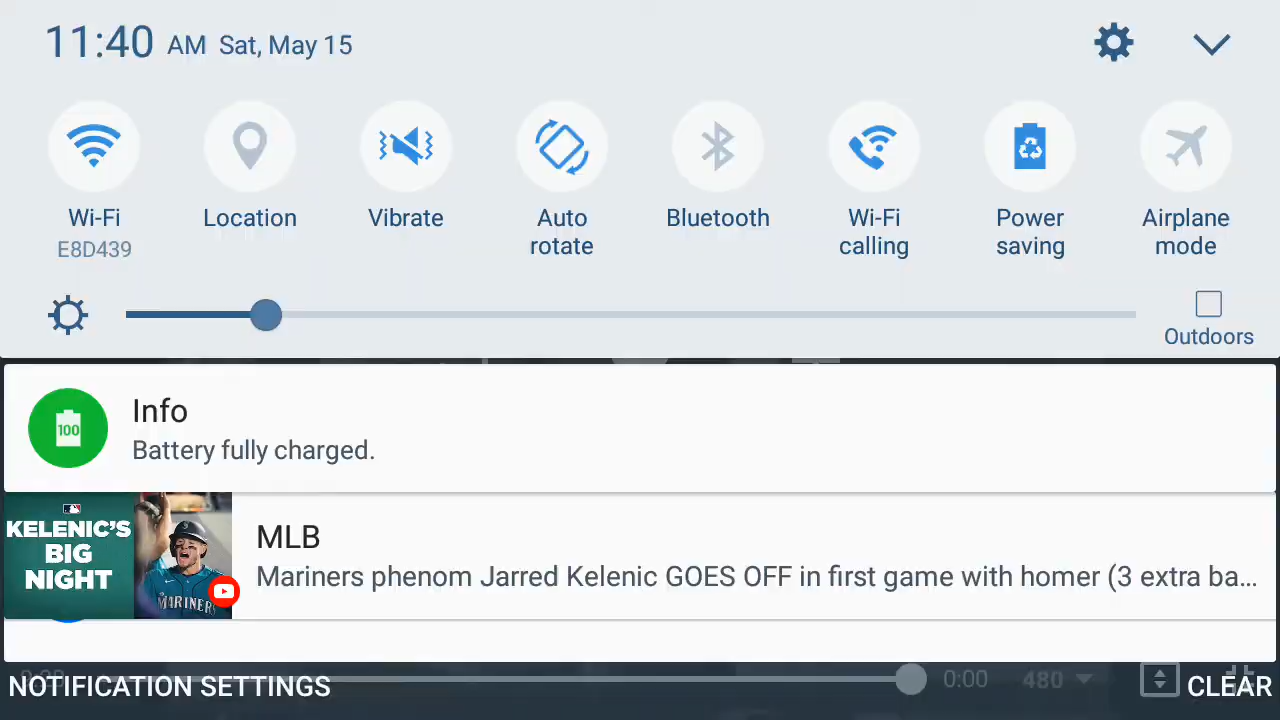 11:40 AM Sat, May 15
Wi-Fi
E8D439
Location
Vibrate
Auto
rotate
Bluetooth
Wi-Fi
calling
Power
saving
Airplane
mode
Outdoors
100
Info
Battery fully charged.
KELENIC'S
BIG
NIGHT
MARINERS
MLB
Mariners phenom Jarred Kelenic GOES OFF in first game with homer (3 extra ba...
0:00
480
NOTIFICATION SETTINGS
CLEAR